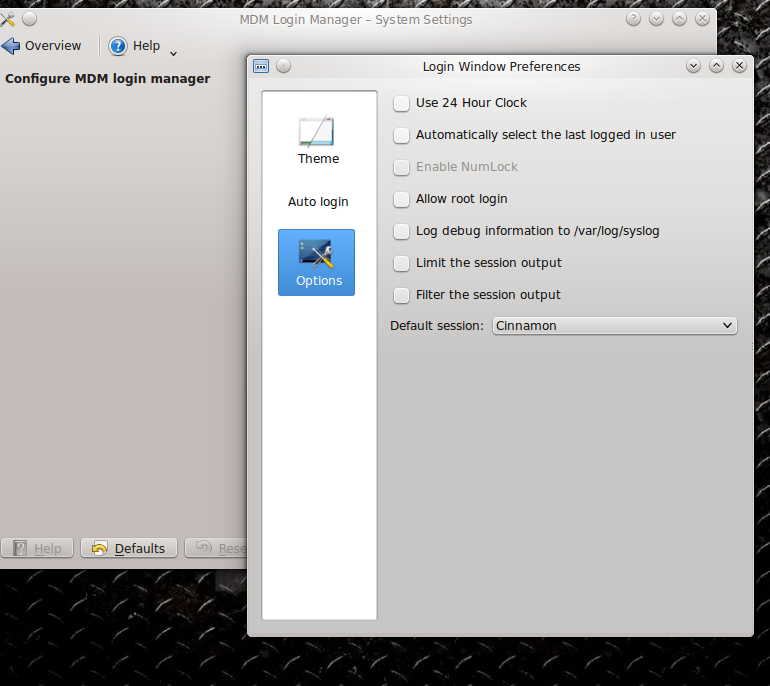 MDM Login Manager – System Settings
Overview
Help
Configure MDM login manager
Help
Defaults
Rese
Login Window Preferences
Theme
Auto login
Options
Use 24 Hour Clock
Automatically select the last logged in user
Enable NumLock
Allow root login
Log debug information to /var/log/syslog
Limit the session output
Filter the session output
Default session: Cinnamon